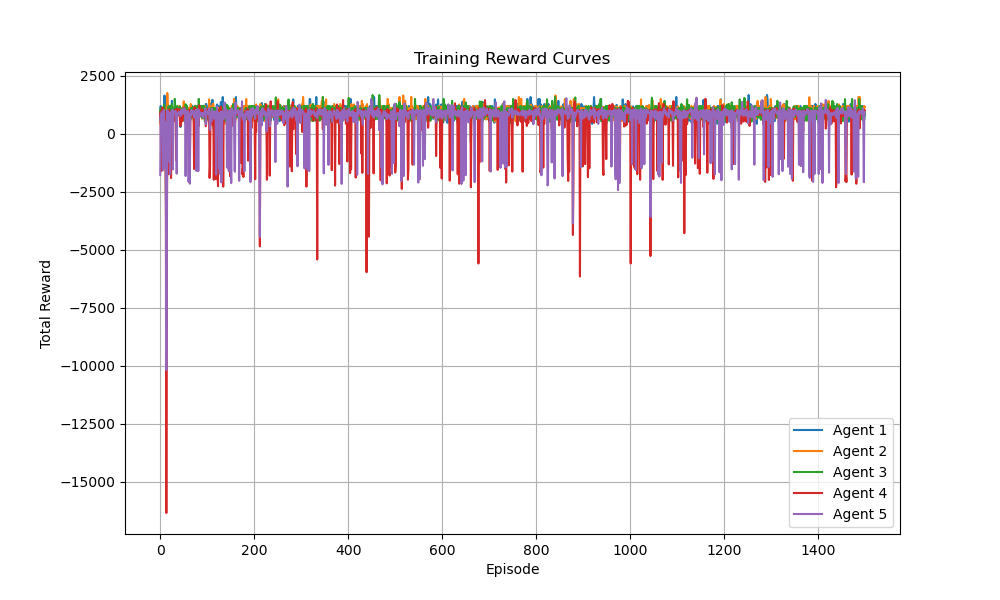 Training Reward Curves
Total Reward
2500
0
−2500
−5000
−7500
−10000
−12500
−15000
0 200 400 600 800 1000 1200 1400
Episode
Agent 1
Agent 2
Agent 3
Agent 4
Agent 5